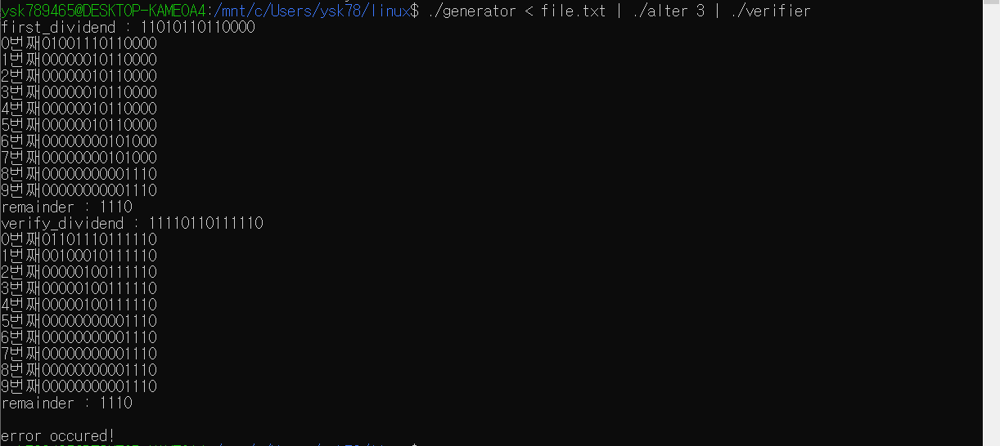 ysk789465@DESKTOP-KAMEOA4:/mnt/c/Users/ysk78/linux$ ./generator < file.txt | ./alter 3 | ./verifier
first_dividend : 11010110110000
0번째01001110110000
1번째00000010110000
2번째00000010110000
3번째00000010110000
4번째00000010110000
5번째00000010110000
6번째00000000101000
7번째00000000101000
8번째00000000001110
9번째00000000001110
remainder : 1110
verify_dividend : 11110110111110
0번째01101110111110
1번째00100010111110
2번째00000100111110
3번째00000100111110
4번째00000100111110
5번째00000000001110
6번째00000000001110
7번째00000000001110
8번째00000000001110
9번째00000000001110
remainder : 1110
error occured!